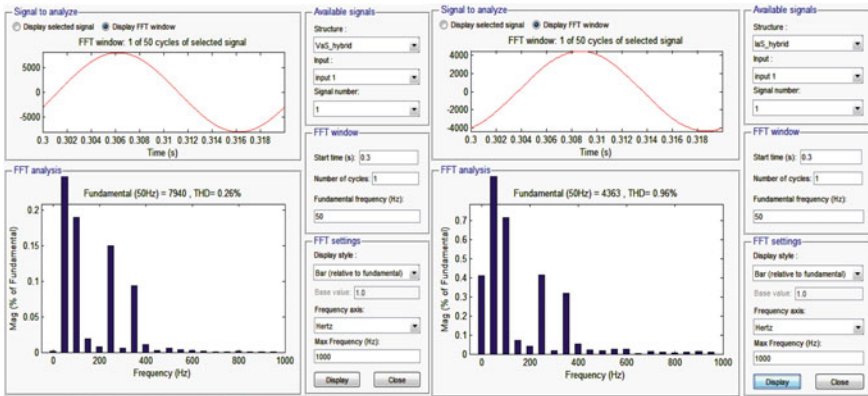 Signal to analyze
Display selected signal Display FFT window
FFT window: 1 of 50 cycles of selected signal
5000
0
-5000
0.3 0.302 0.304 0.306 0.308 0.31 0.312 0.314 0.316 0.318
Time (s)
FFT analysis
Fundamental (50Hz) = 7940 , THD= 0.26%
Mag (% of Fundamental)
0.2
0.15
0.1
0.05
0
0 200 400 600 800 1000
Frequency (Hz)
Available signals
Structure :
VaS_hybrid
Input :
input 1
Signal number:
1
FFT window
Start time (s): 0.3
Number of cycles: 1
Fundamental frequency (Hz):
50
FFT settings
Display style :
Bar (relative to fundamental)
Base value: 1.0
Frequency axis:
Hertz
Max Frequency (Hz):
1000
Display Close
Signal to analyze
Display selected signal Display FFT window
FFT window: 1 of 50 cycles of selected signal
4000
2000
0
-2000
-4000
0.3 0.302 0.304 0.306 0.308 0.31 0.312 0.314 0.316 0.318
Time (s)
FFT analysis
Fundamental (50Hz) = 4363 , THD= 0.96%
Mag (% of Fundamental)
0.7
0.6
0.5
0.4
0.3
0.2
0.1
0
0 200 400 600 800 1000
Frequency (Hz)
Available signals
Structure :
IaS_hybrid
Input :
input 1
Signal number:
1
FFT window
Start time (s): 0.3
Number of cycles: 1
Fundamental frequency (Hz):
50
FFT settings
Display style :
Bar (relative to fundamental)
Base value: 1.0
Frequency axis:
Hertz
Max Frequency (Hz):
1000
Display Close